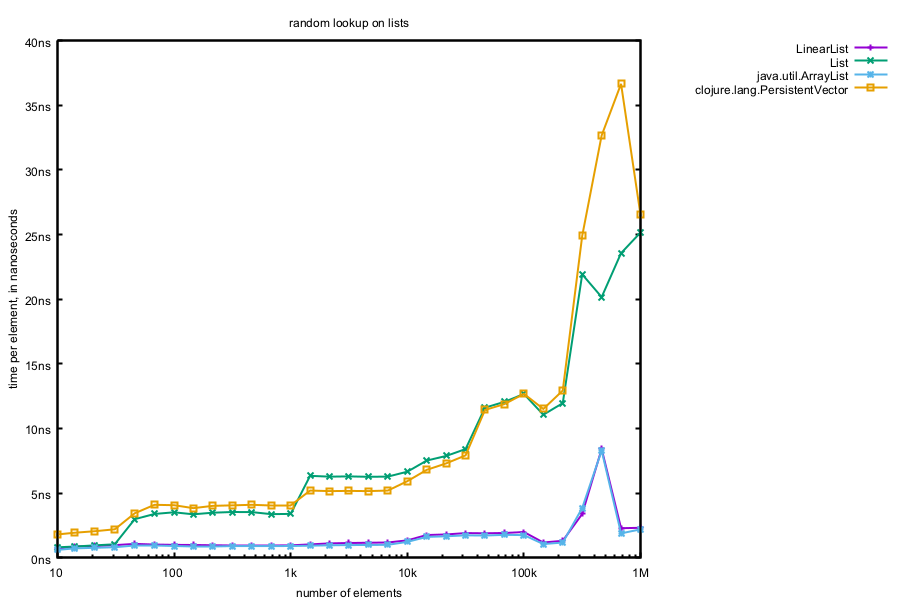 random lookup on lists
40ns
35ns
30ns
25ns
20ns
15ns
10ns
5ns
0ns
time per element, in nanoseconds
10
100
1k
10k
100k
1M
number of elements
LinearList
List
java.util.ArrayList
clojure.lang.PersistentVector